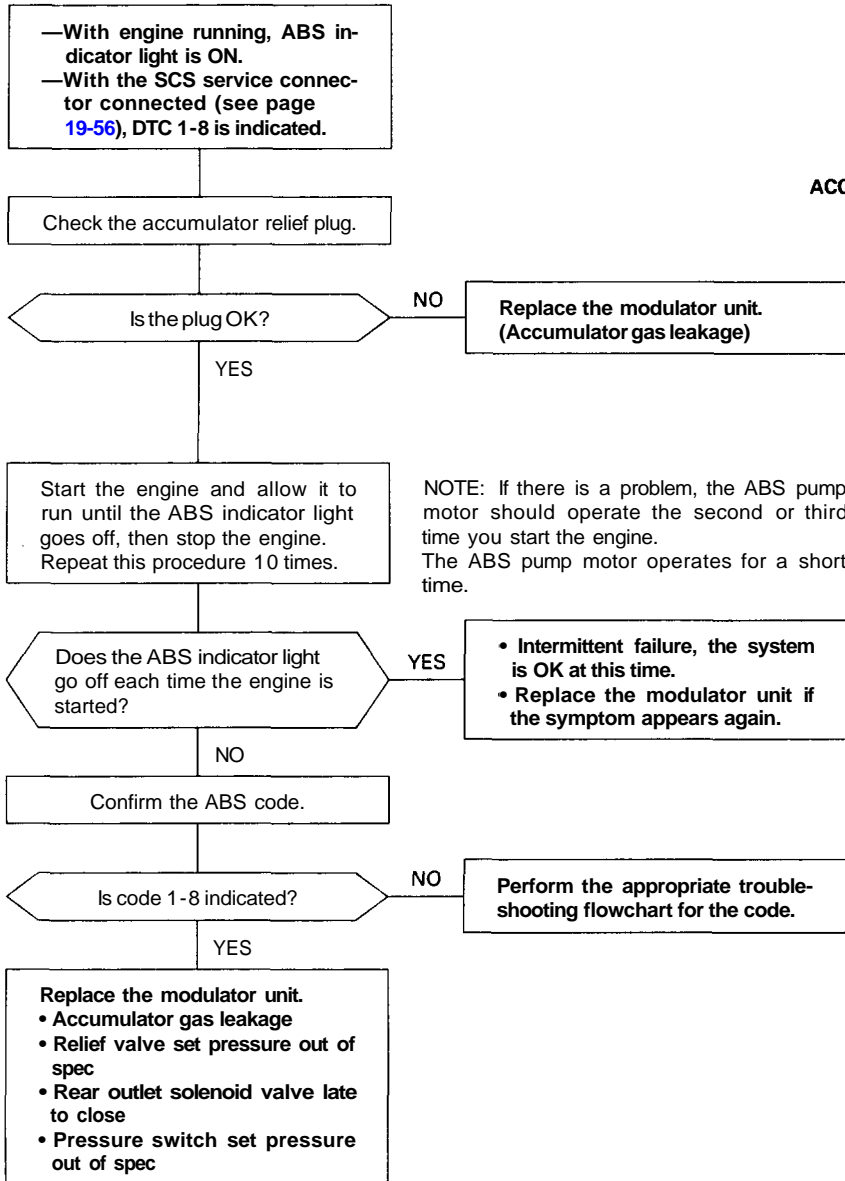 —With engine running, ABS in-
dicator light is ON.
—With the SCS service connec-
tor connected (see page
19-56), DTC 1-8 is indicated.
ACC
Check the accumulator relief plug.
Is the plug OK?
NO
Replace the modulator unit.
(Accumulator gas leakage)
YES
Start the engine and allow it to
run until the ABS indicator light
goes off, then stop the engine.
Repeat this procedure 10 times.
NOTE: If there is a problem, the ABS pump
motor should operate the second or third
time you start the engine.
The ABS pump motor operates for a short
time.
Does the ABS indicator light
go off each time the engine is
started?
YES
• Intermittent failure, the system
is OK at this time.
• Replace the modulator unit if
the symptom appears again.
NO
Confirm the ABS code.
Is code 1-8 indicated?
NO
Perform the appropriate trouble-
shooting flowchart for the code.
YES
Replace the modulator unit.
• Accumulator gas leakage
• Relief valve set pressure out of
spec
• Rear outlet solenoid valve late
to close
• Pressure switch set pressure
out of spec